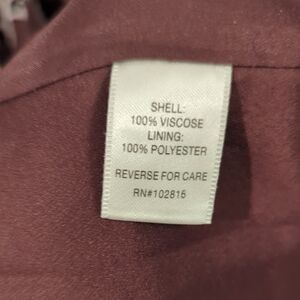 SHELL:
100% VISCOSE
LINING:
100% POLYESTER
REVERSE FOR CARE
RN#102816